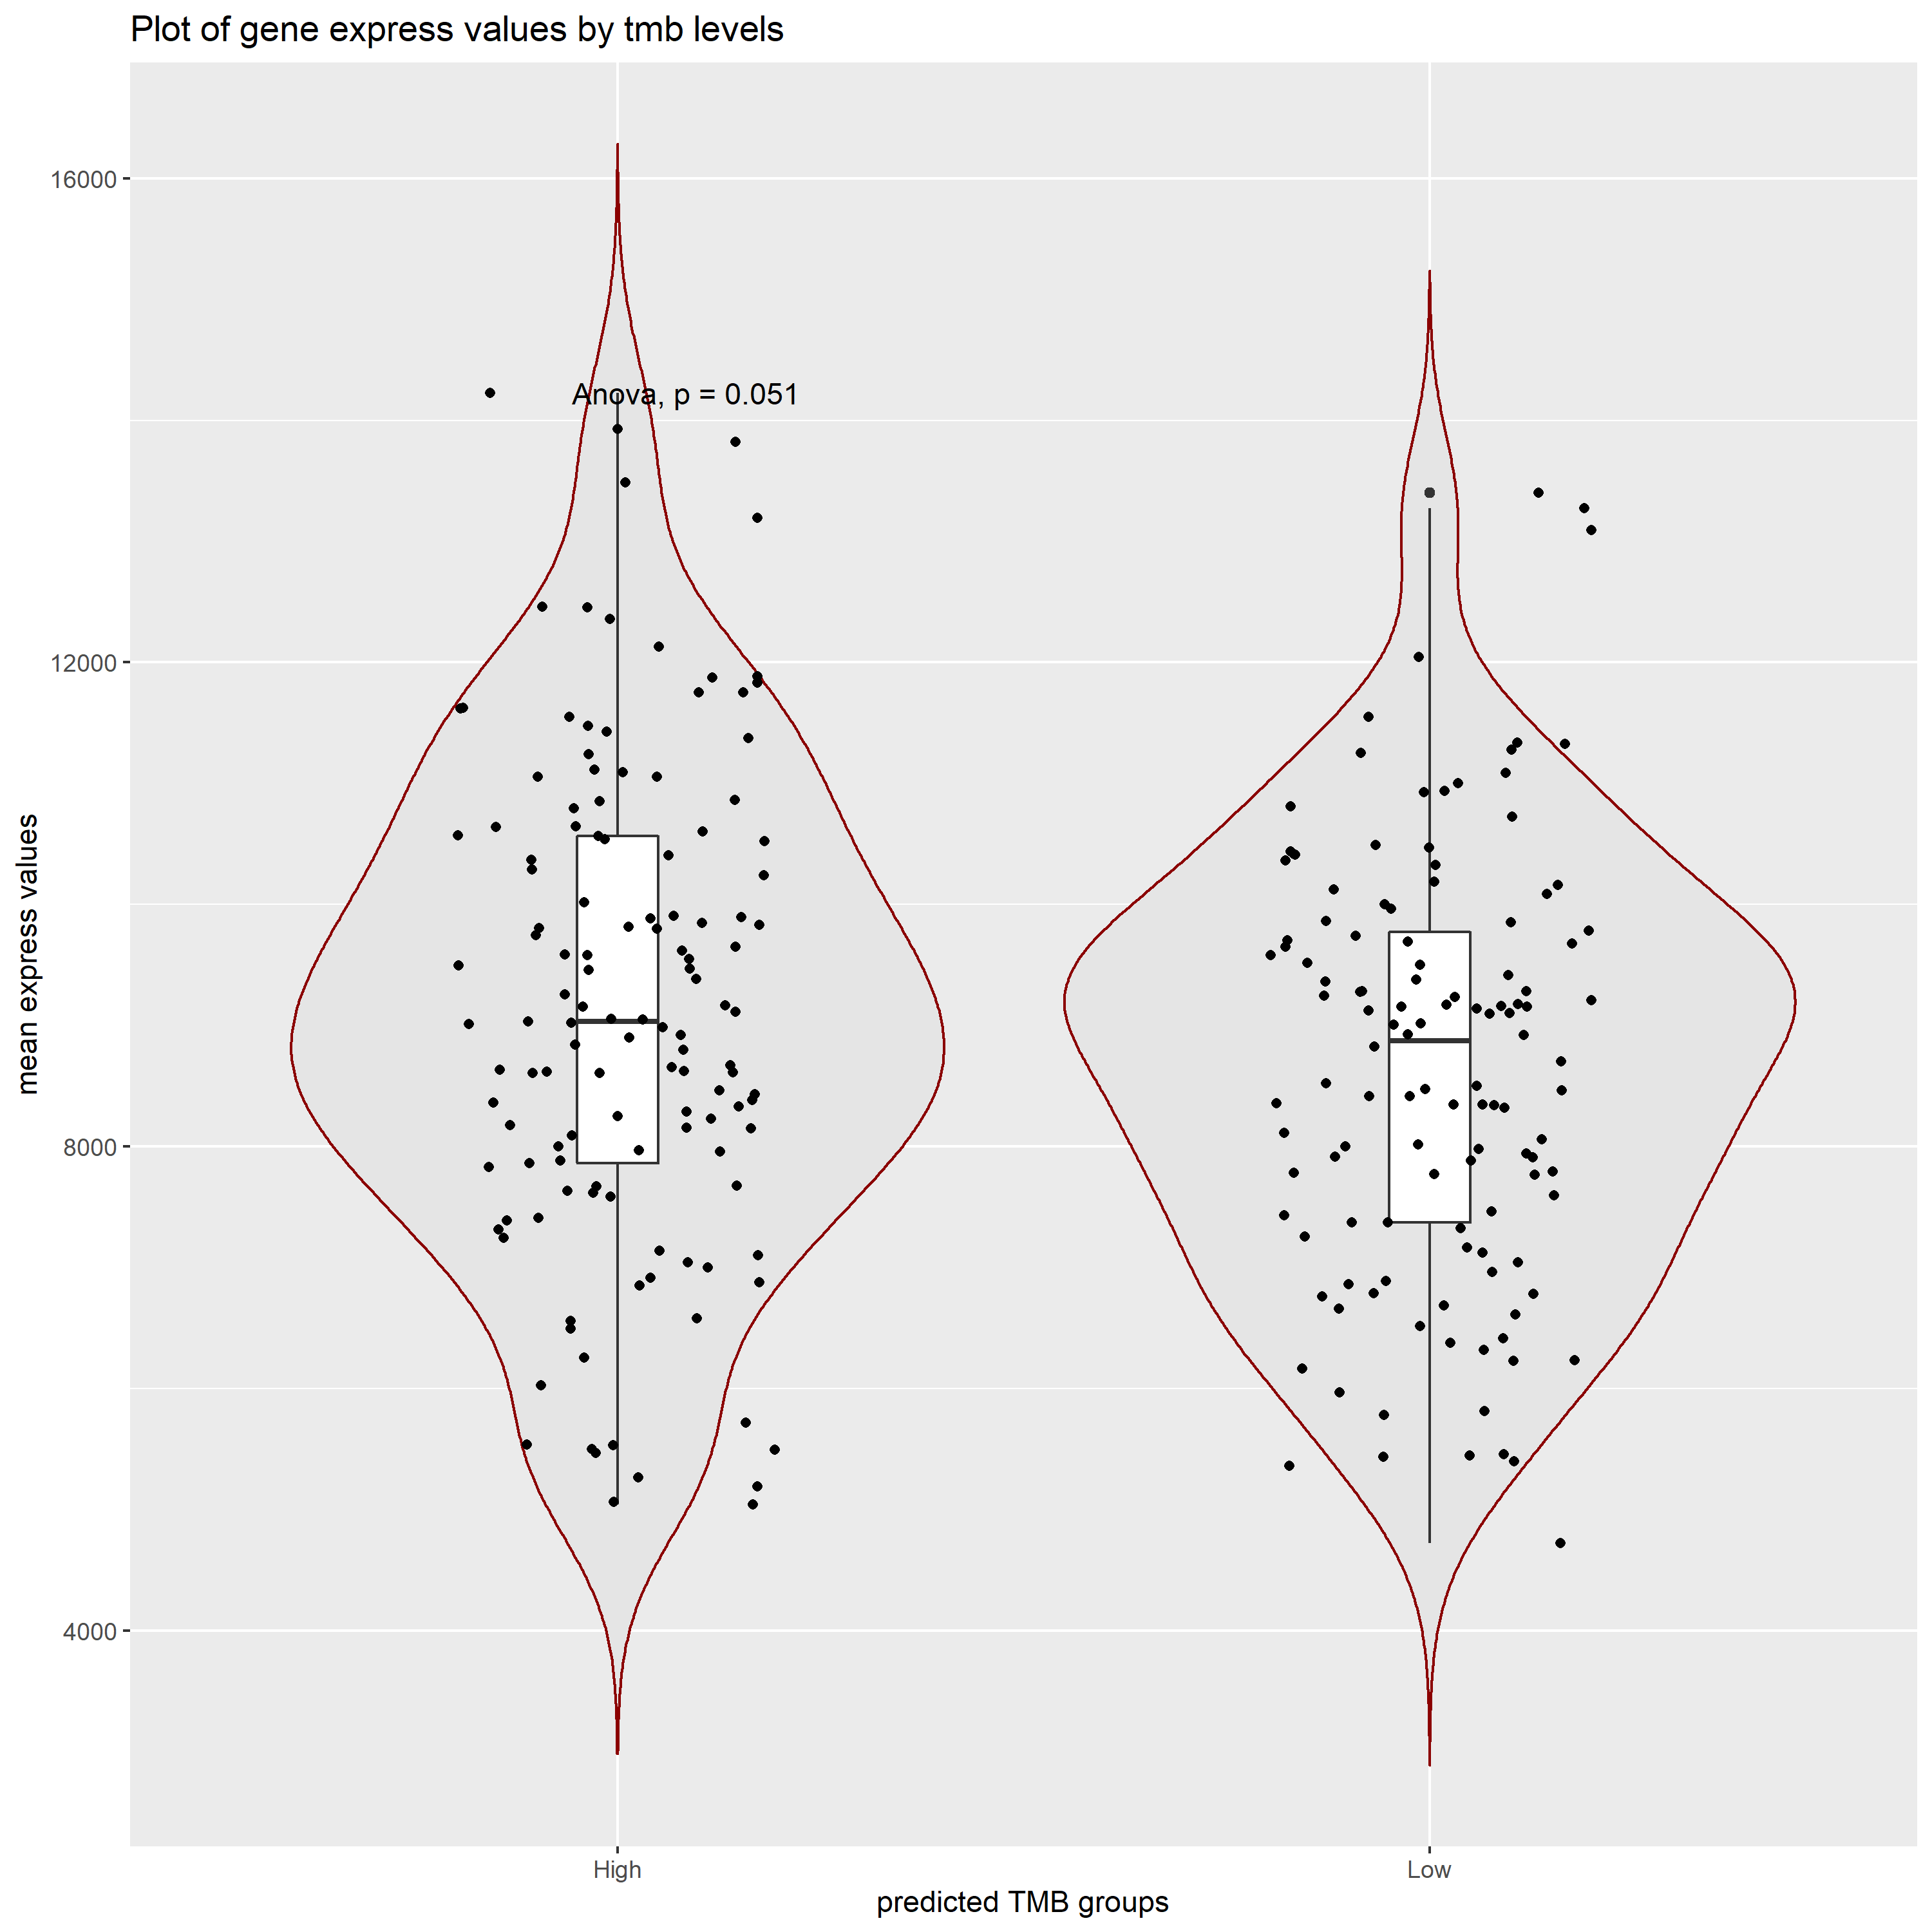 Plot of gene express values by tmb levels
16000
Anova, p = 0.051
12000
mean express values
8000
4000
High
Low
predicted TMB groups